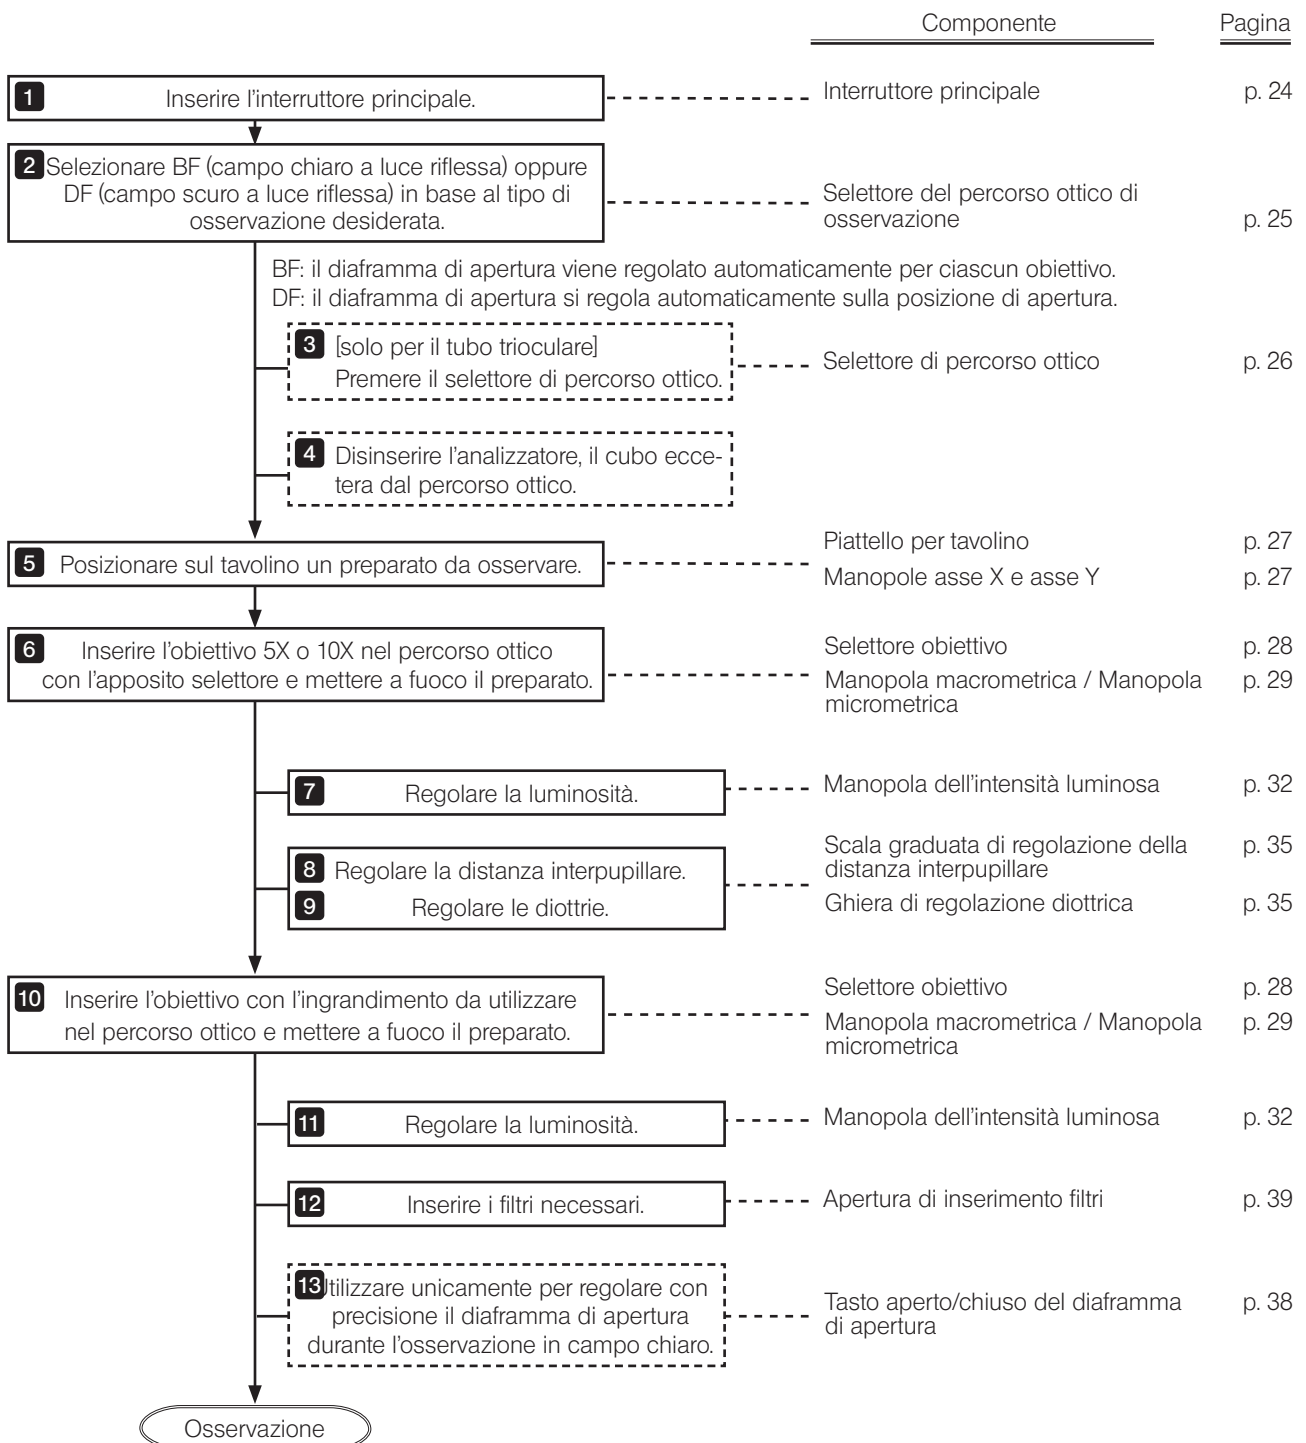 Componente Pagina
1 Inserire l'interruttore principale. Interruttore principale p. 24
2 Selezionare BF (campo chiaro a luce riflessa) oppure
DF (campo scuro a luce riflessa) in base al tipo di
osservazione desiderata.
Selettore del percorso ottico di
osservazione p. 25
BF: il diaframma di apertura viene regolato automaticamente per ciascun obiettivo.
DF: il diaframma di apertura si regola automaticamente sulla posizione di apertura.
3 [solo per il tubo trioculare]
Premere il selettore di percorso ottico.
Selettore di percorso ottico p. 26
4 Disinserire l'analizzatore, il cubo ecce-
tera dal percorso ottico.
5 Posizionare sul tavolino un preparato da osservare.
Piattello per tavolino p. 27
Manopole asse X e asse Y p. 27
6 Inserire l'obiettivo 5X o 10X nel percorso ottico
con l'apposito selettore e mettere a fuoco il preparato.
Selettore obiettivo p. 28
Manopola macrometrica / Manopola p. 29
micrometrica
7 Regolare la luminosità. Manopola dell'intensità luminosa p. 32
8 Regolare la distanza interpupillare.
9 Regolare le diottrie.
Scala graduata di regolazione della p. 35
distanza interpupillare
Ghiera di regolazione diottrica p. 35
10 Inserire l'obiettivo con l'ingrandimento da utilizzare
nel percorso ottico e mettere a fuoco il preparato.
Selettore obiettivo p. 28
Manopola macrometrica / Manopola p. 29
micrometrica
11 Regolare la luminosità. Manopola dell'intensità luminosa p. 32
12 Inserire i filtri necessari. Apertura di inserimento filtri p. 39
13 Utilizzare unicamente per regolare con
precisione il diaframma di apertura
durante l'osservazione in campo chiaro.
Tasto aperto/chiuso del diaframma p. 38
di apertura
Osservazione